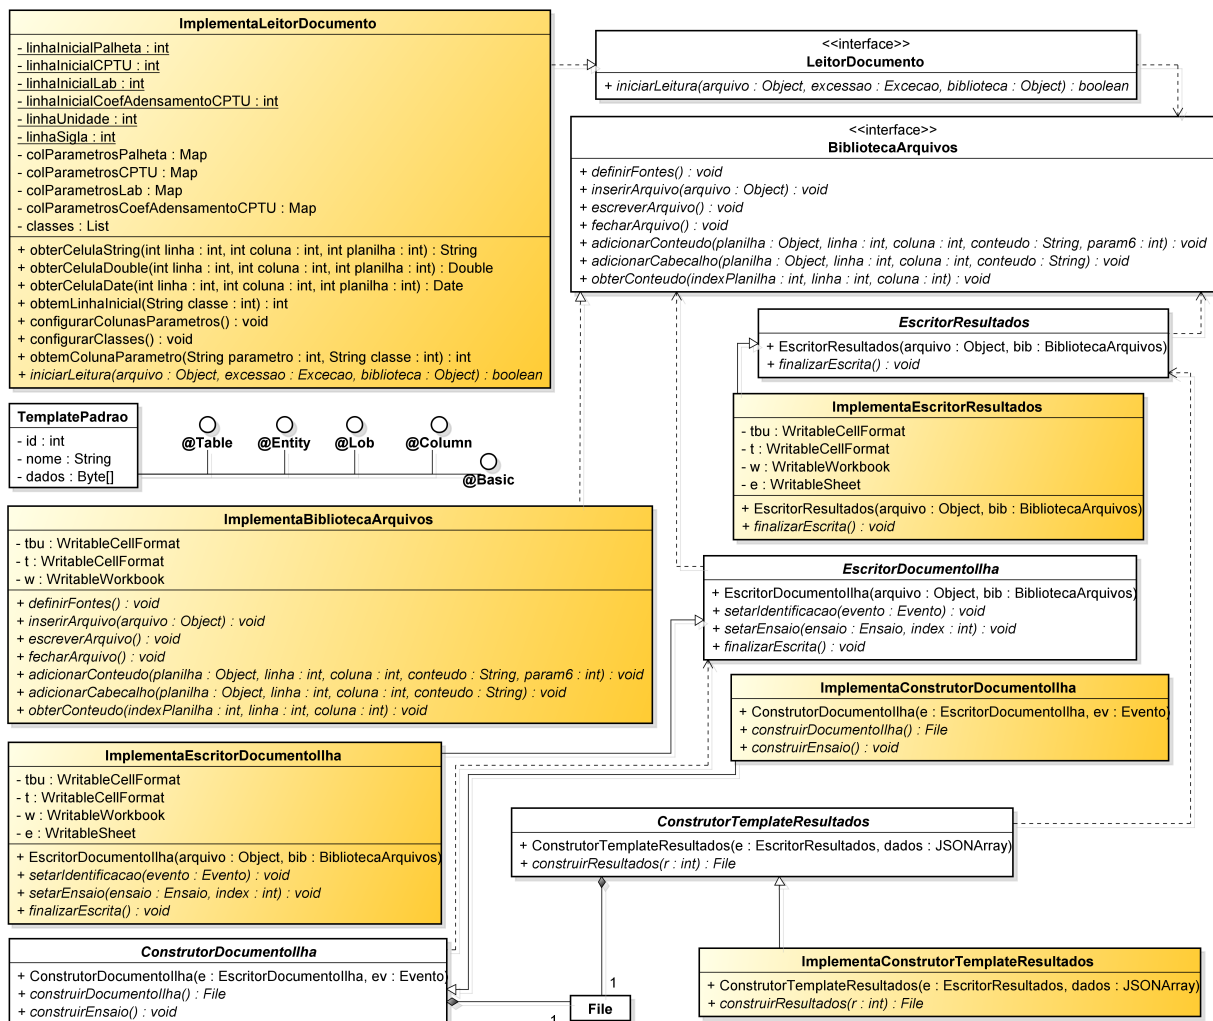 ImplementaLeitorDocumento
- linhaInicialPalheta : int
- linhaInicialCPTU : int
- linhaInicialLab : int
- linhaInicialCoefAdensamentoCPTU : int
- linhaUnidade : int
- linhaSigla : int
- colParametrosPalheta : Map
- colParametrosCPTU : Map
- colParametrosLab : Map
- colParametrosCoefAdensamentoCPTU : Map
- classes : List
+ obterCelulaString(int linha : int, int coluna : int, int planilha : int) : String
+ obterCelulaDouble(int linha : int, int coluna : int, int planilha : int) : Double
+ obterCelulaDate(int linha : int, int coluna : int, int planilha : int) : Date
+ obtemLinhaInicial(String classe : int) : int
+ configurarColunasParametros() : void
+ configurarClasses() : void
+ obtemColunaParametro(String parametro : int, String classe : int) : int
+ iniciarLeitura(arquivo : Object, excessao : Excecao, biblioteca : Object) : boolean
<<interface>>
LeitorDocumento
+ iniciarLeitura(arquivo : Object, excessao : Excecao, biblioteca : Object) : boolean
<<interface>>
BibliotecaArquivos
+ definirFontes() : void
+ inserirArquivo(arquivo : Object) : void
+ escreverArquivo() : void
+ fecharArquivo() : void
+ adicionarConteudo(planilha : Object, linha : int, coluna : int, conteudo : String, param6 : int) : void
+ adicionarCabecalho(planilha : Object, linha : int, coluna : int, conteudo : String) : void
+ obterConteudo(indexPlanilha : int, linha : int, coluna : int) : void
EscritorResultados
+ EscritorResultados(arquivo : Object, bib : BibliotecaArquivos)
+ finalizarEscrita() : void
ImplementaEscritorResultados
- tbu : WritableCellFormat
- t : WritableCellFormat
- w : WritableWorkbook
- e : WritableSheet
+ EscritorResultados(arquivo : Object, bib : BibliotecaArquivos)
+ finalizarEscrita() : void
TemplatePadrao
- id : int
- nome : String
- dados : Byte[]
@Table
@Entity
@Lob
@Column
@Basic
ImplementaBibliotecaArquivos
- tbu : WritableCellFormat
- t : WritableCellFormat
- w : WritableWorkbook
+ definirFontes() : void
+ inserirArquivo(arquivo : Object) : void
+ escreverArquivo() : void
+ fecharArquivo() : void
+ adicionarConteudo(planilha : Object, linha : int, coluna : int, conteudo : String, param6 : int) : void
+ adicionarCabecalho(planilha : Object, linha : int, coluna : int, conteudo : String) : void
+ obterConteudo(indexPlanilha : int, linha : int, coluna : int) : void
EscritorDocumentoIlha
+ EscritorDocumentoIlha(arquivo : Object, bib : BibliotecaArquivos)
+ setarIdentificacao(evento : Evento) : void
+ setarEnsaio(ensaio : Ensaio, index : int) : void
+ finalizarEscrita() : void
ImplementaConstrutorDocumentoIlha
+ ConstrutorDocumentoIlha(e : EscritorDocumentoIlha, ev : Evento)
+ construirDocumentoIlha() : File
+ construirEnsaio() : void
ImplementaEscritorDocumentoIlha
- tbu : WritableCellFormat
- t : WritableCellFormat
- w : WritableWorkbook
- e : WritableSheet
+ EscritorDocumentoIlha(arquivo : Object, bib : BibliotecaArquivos)
+ setarIdentificacao(evento : Evento) : void
+ setarEnsaio(ensaio : Ensaio, index : int) : void
+ finalizarEscrita() : void
ConstrutorTemplateResultados
+ ConstrutorTemplateResultados(e : EscritorResultados, dados : JSONArray)
+ construirResultados(r : int) : File
ConstrutorDocumentoIlha
+ ConstrutorDocumentoIlha(e : EscritorDocumentoIlha, ev : Evento)
+ construirDocumentoIlha() : File
+ construirEnsaio() : void
1
1
File
ImplementaConstrutorTemplateResultados
+ ConstrutorTemplateResultados(e : EscritorResultados, dados : JSONArray)
+ construirResultados(r : int) : File